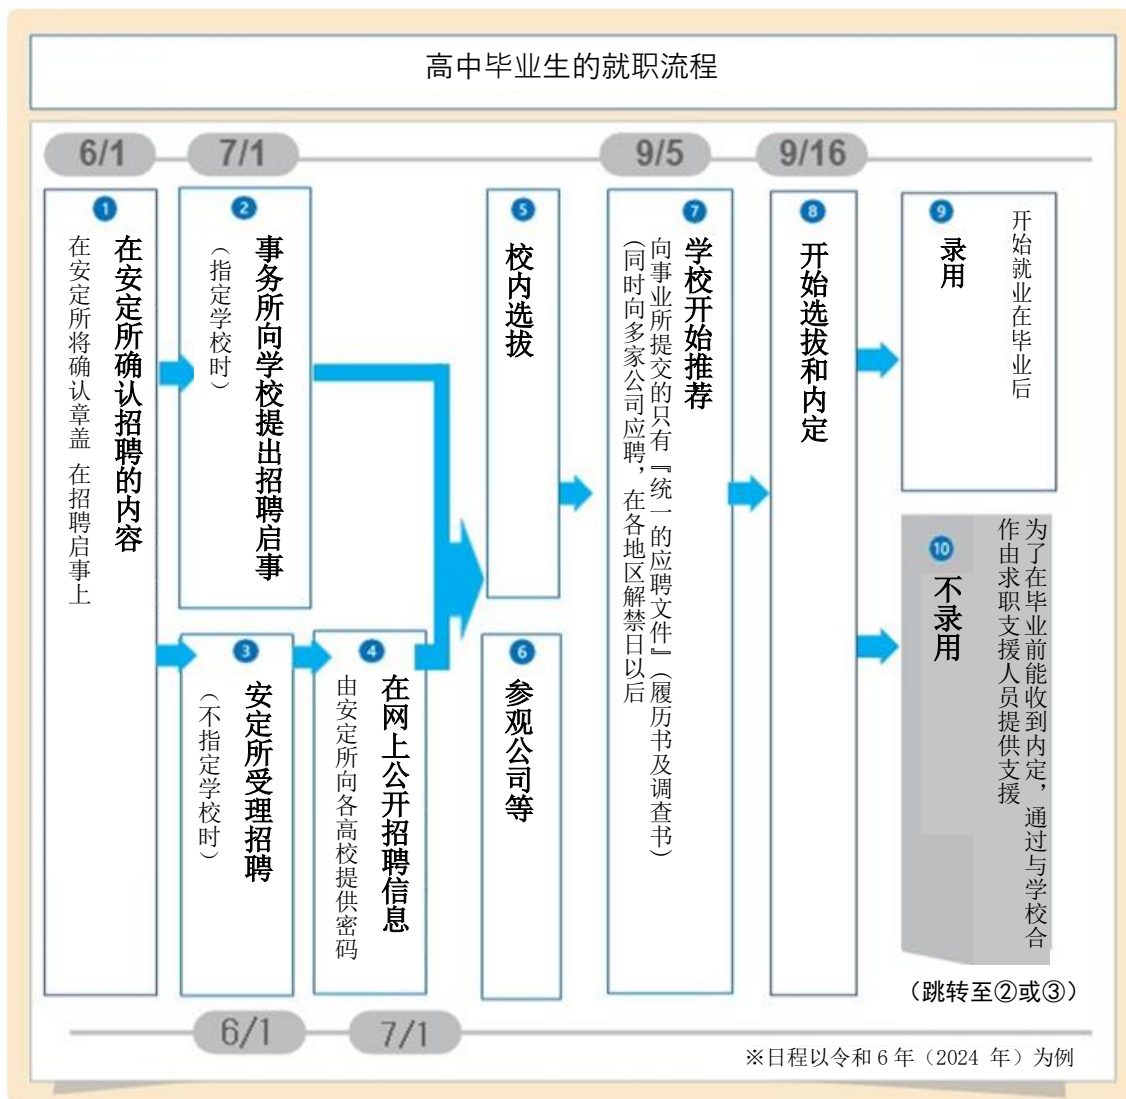 高中毕业生的就职流程
6/1
7/1
9/5
9/16
1
在安定所确认招聘的内容
在安定所将确认章盖 在招聘启事上
2
事务所向学校提出招聘启事
（指定学校时）
3
安定所受理招聘
（不指定学校时）
4
在网上公开招聘信息
由安定所向各高校提供密码
5
校内选拔
6
参观公司等
7
学校开始推荐
向事业所提交的只有『统一的应聘文件』（履历书及调查书）
（同时向多家公司应聘，在各地区解禁日以后
8
开始选拔和内定
9
录用
开始就业在毕业后
10
不录用
为了在毕业前能收到内定，通过与学校合
作由求职支援人员提供支援
（跳转至②或③）
6/1
7/1
※日程以令和 6 年（2024 年）为例